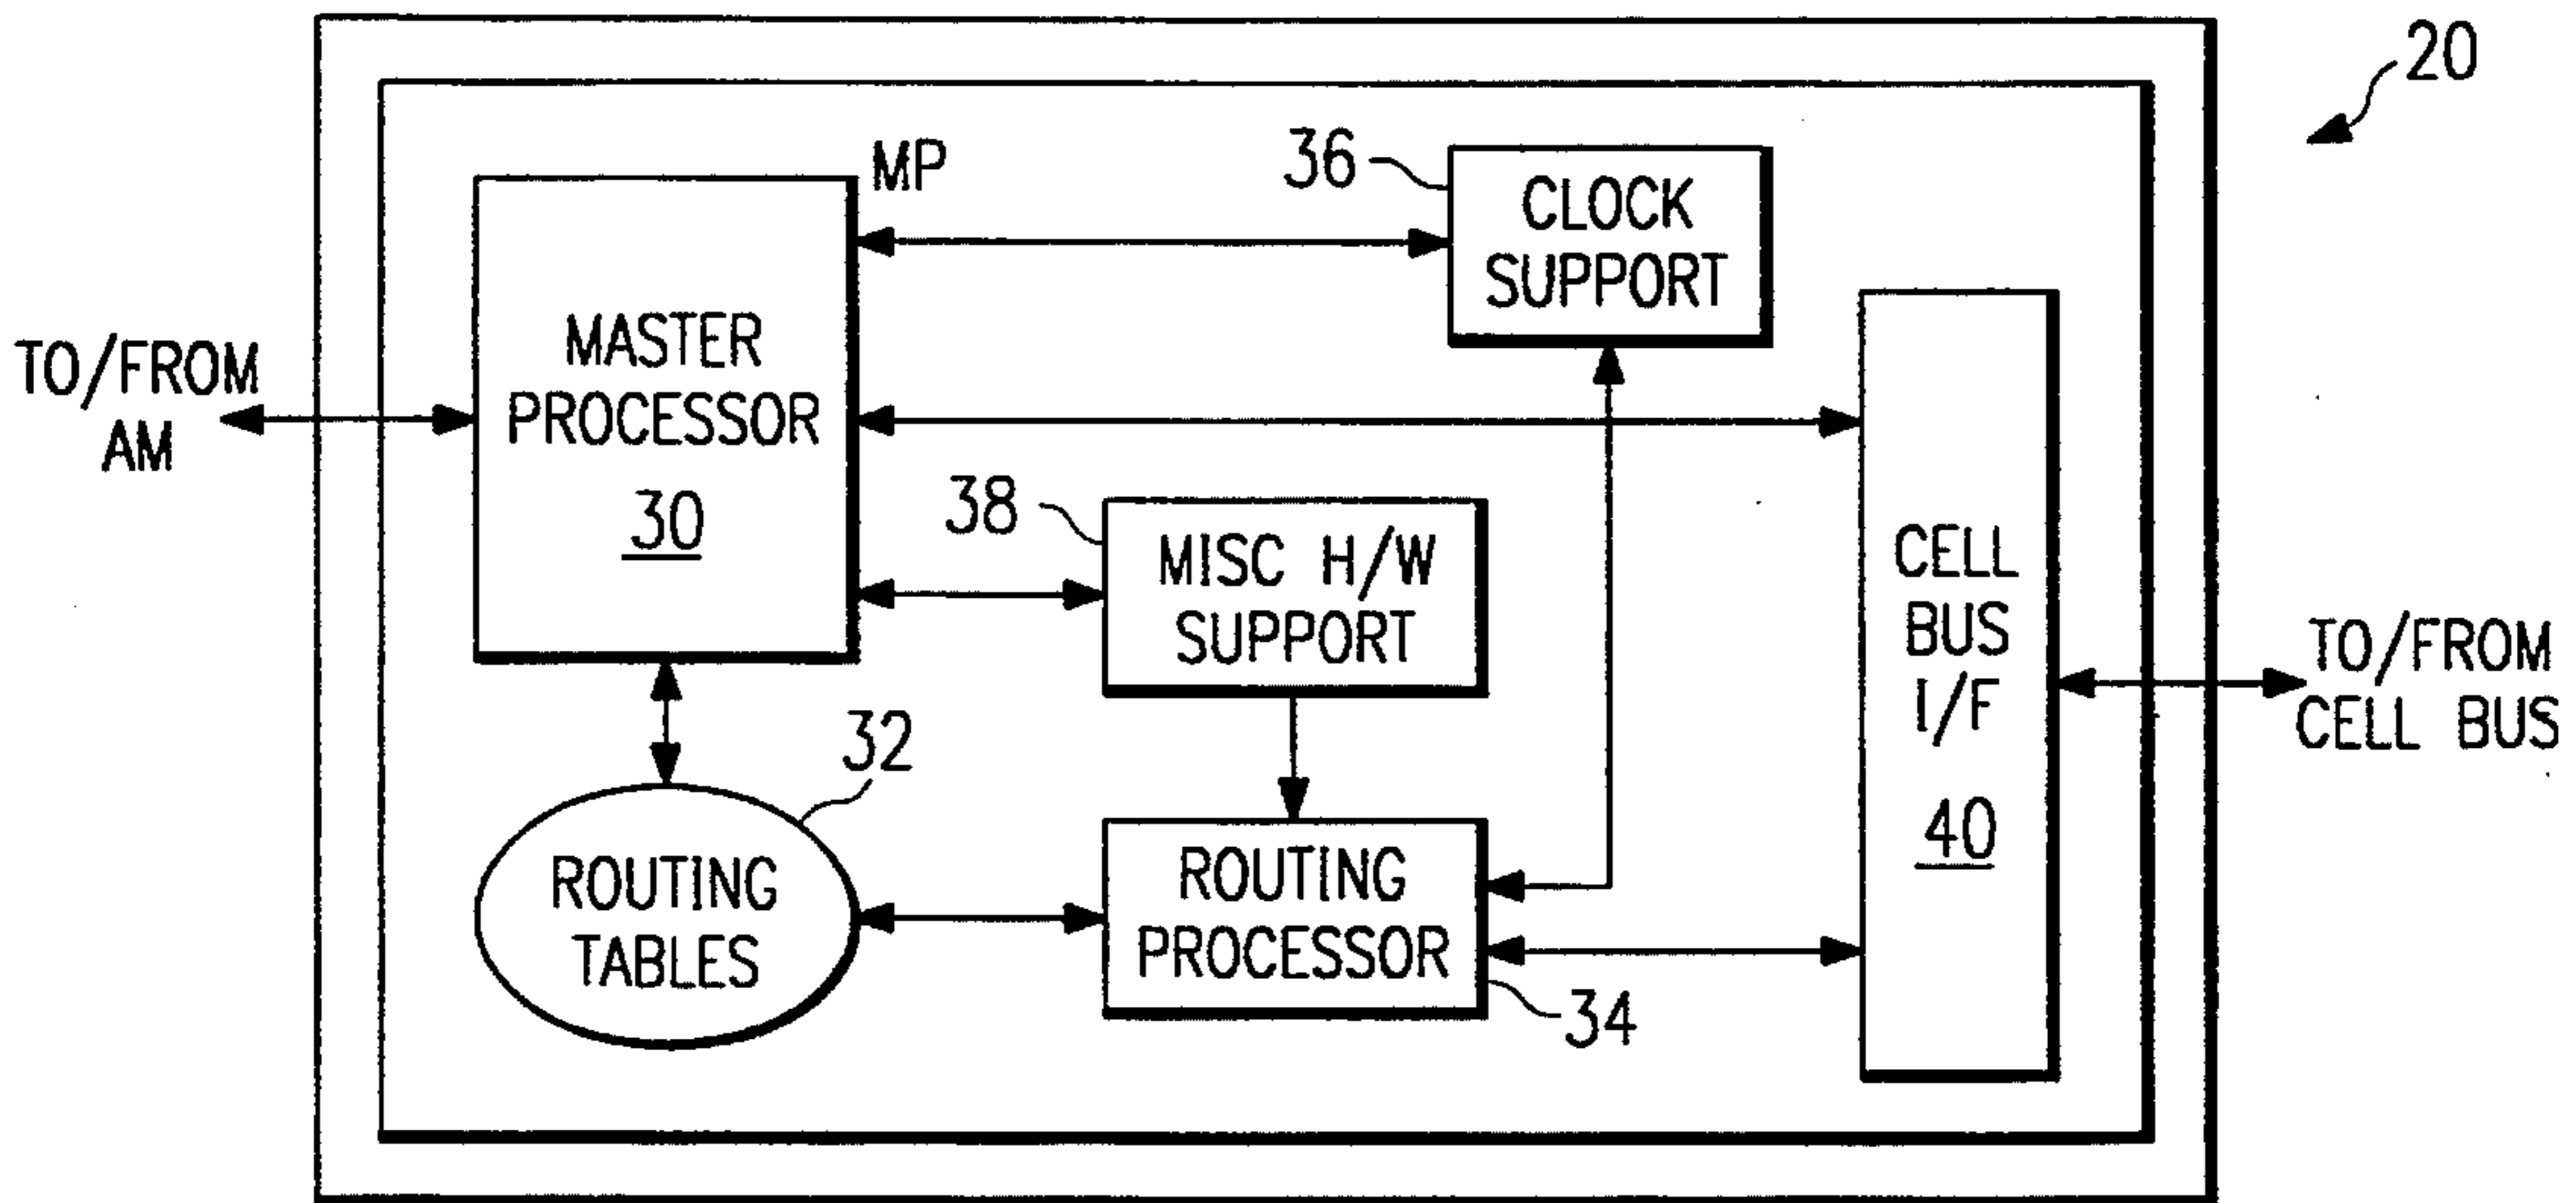 20
MP
36
CLOCK
SUPPORT
MASTER
PROCESSOR
30
TO/FROM
AM
38
MISC H/W
SUPPORT
CELL
BUS
I/F
40
TO/FROM
CELL BUS
32
ROUTING
TABLES
ROUTING
PROCESSOR
34